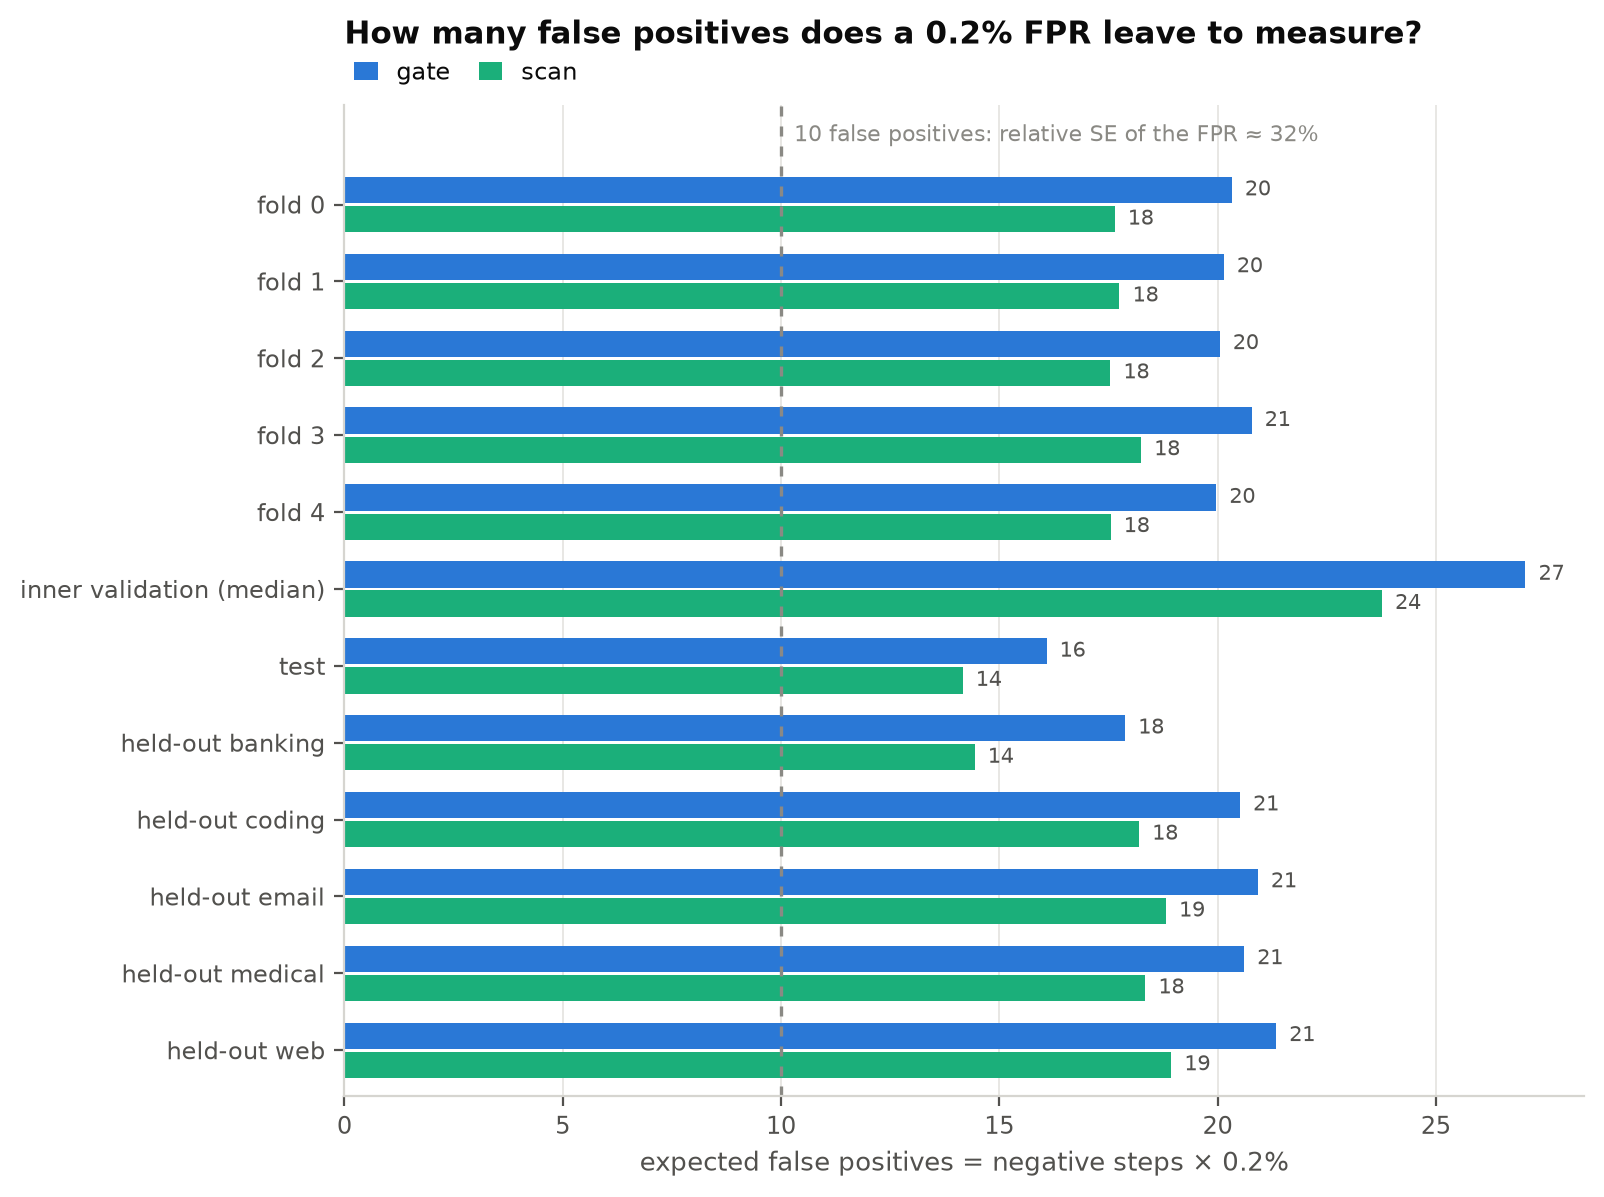 How many false positives does a 0.2% FPR leave to measure?
gate scan
10 false positives: relative SE of the FPR ≈ 32%
fold 0 20
18
fold 1 20
18
fold 2 20
18
fold 3 21
18
fold 4 20
18
inner validation (median) 27
24
test 16
14
held-out banking 18
14
held-out coding 21
18
held-out email 21
19
held-out medical 21
18
held-out web 21
19
0 5 10 15 20 25
expected false positives = negative steps × 0.2%